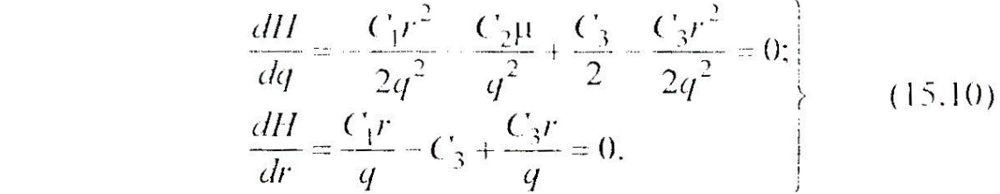 dH/dq = - C₁r²/2q² - C₂μ/q² + C₃/2 - C₃r²/2q² = 0;
(15.10)
dH/dr = C₁r/q - C₃ + C₃r/q = 0.